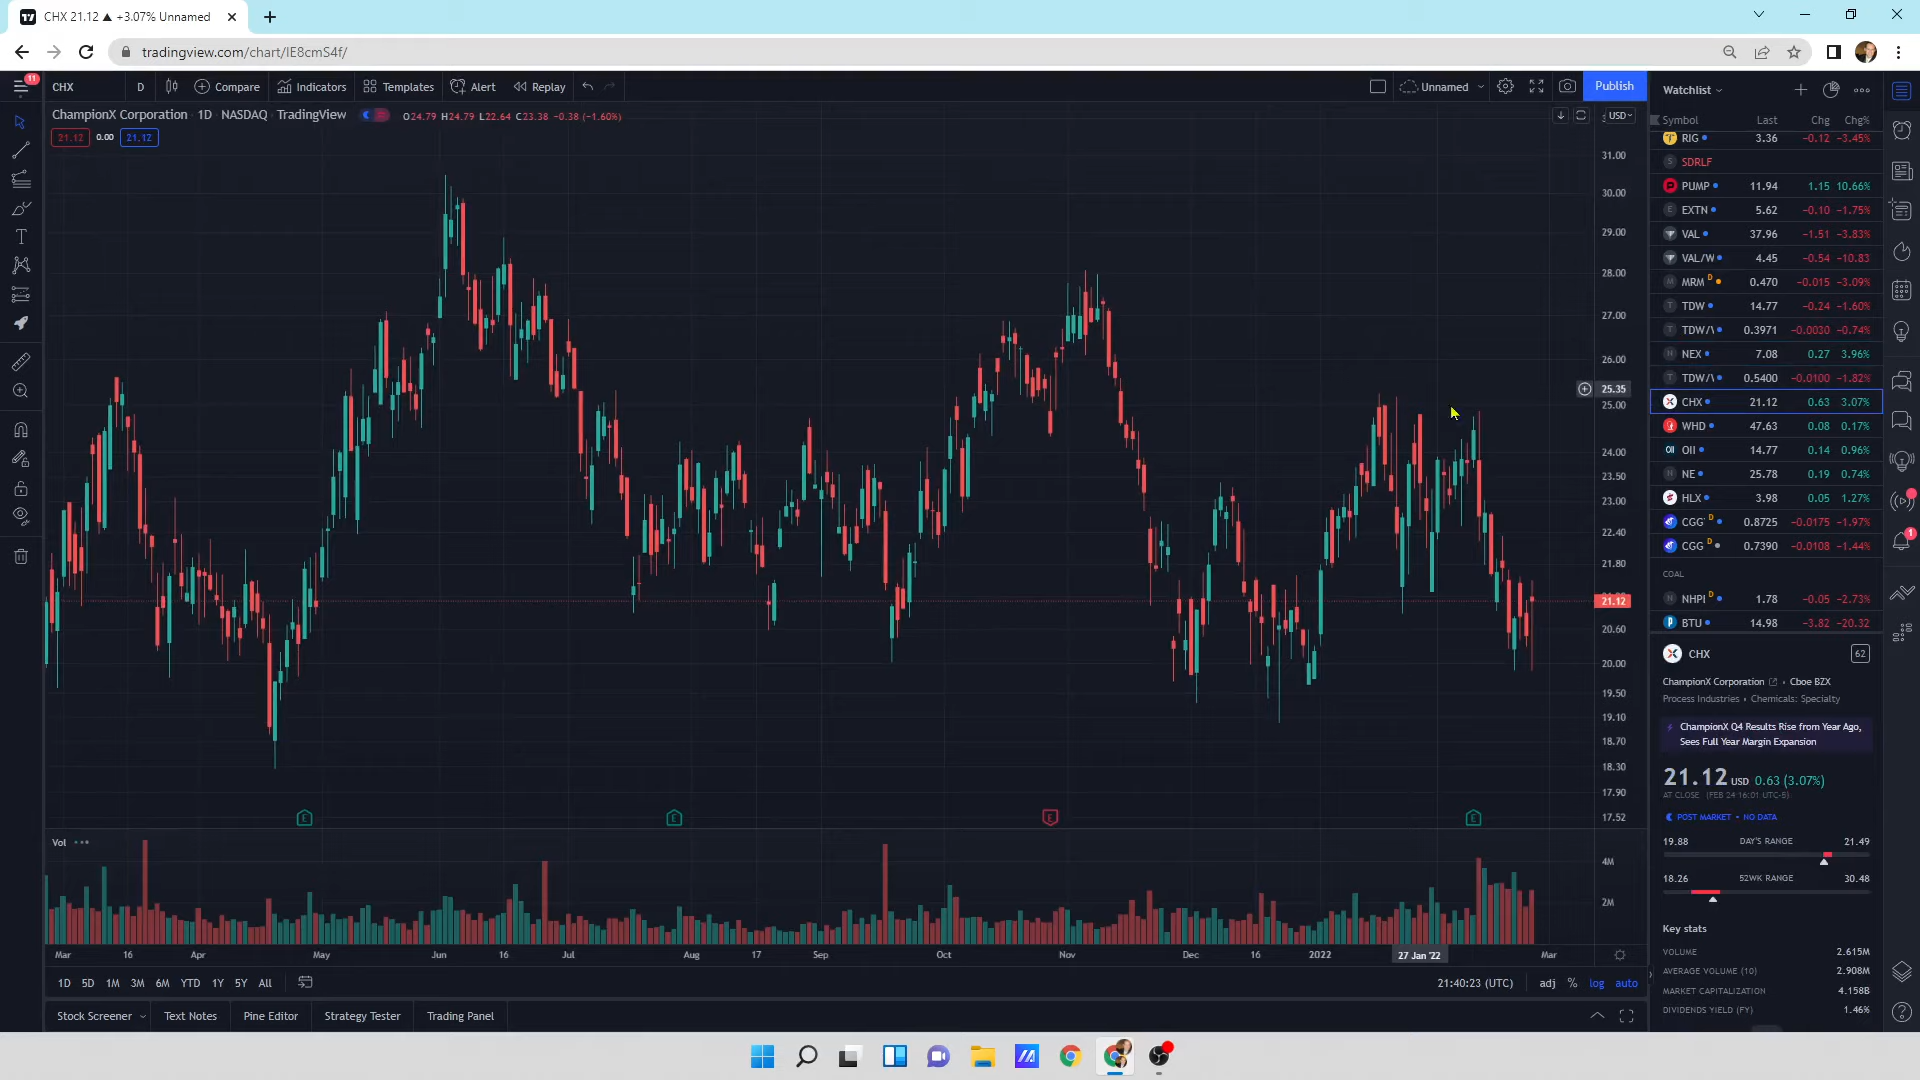 CHX 21.12 ▲ +3.07% Unnamed
tradingview.com/chart/IE8cmS4f/
11
CHX D Compare Indicators Templates Alert Replay Unnamed Publish
ChampionX Corporation · 1D · NASDAQ · TradingView O24.79 H24.79 L22.64 C23.38 −0.38 (−1.60%)
21.12 0.00 21.12
USD
31.00
30.00
29.00
28.00
27.00
26.00
25.35
25.00
24.00
23.50
23.00
22.40
21.80
21.12
20.60
20.00
19.50
19.10
18.70
18.30
17.90
17.52
E E E E
Vol
4M
2M
Mar 16 Apr May Jun 16 Jul Aug 17 Sep Oct Nov Dec 16 2022 27 Jan '22 Mar
1D 5D 1M 3M 6M YTD 1Y 5Y All 21:40:23 (UTC) adj % log auto
Stock Screener Text Notes Pine Editor Strategy Tester Trading Panel
Watchlist
Symbol Last Chg Chg%
RIG 3.36 −0.12 −3.45%
SDRLF
PUMP 11.94 1.15 10.66%
EXTN 5.62 −0.10 −1.75%
VAL 37.96 −1.51 −3.83%
VAL/W 4.45 −0.54 −10.83
MRM D 0.470 −0.015 −3.09%
TDW 14.77 −0.24 −1.60%
TDW/\ 0.3971 −0.0030 −0.74%
NEX 7.08 0.27 3.96%
TDW/\ 0.5400 −0.0100 −1.82%
CHX 21.12 0.63 3.07%
WHD 47.63 0.08 0.17%
OII 14.77 0.14 0.96%
NE 25.78 0.19 0.74%
HLX 3.98 0.05 1.27%
CGG D 0.8725 −0.0175 −1.97%
CGG D 0.7390 −0.0108 −1.44%
COAL
NHPI D 1.78 −0.05 −2.73%
BTU 14.98 −3.82 −20.32
CHX 62
ChampionX Corporation • Cboe BZX
Process Industries • Chemicals: Specialty
ChampionX Q4 Results Rise from Year Ago,
Sees Full Year Margin Expansion
21.12 USD 0.63 (3.07%)
AT CLOSE (FEB 24 16:01 UTC-5)
POST MARKET • NO DATA
19.88 DAY'S RANGE 21.49
18.26 52WK RANGE 30.48
Key stats
VOLUME 2.615M
AVERAGE VOLUME (10) 2.908M
MARKET CAPITALIZATION 4.158B
DIVIDENDS YIELD (FY) 1.46%
1